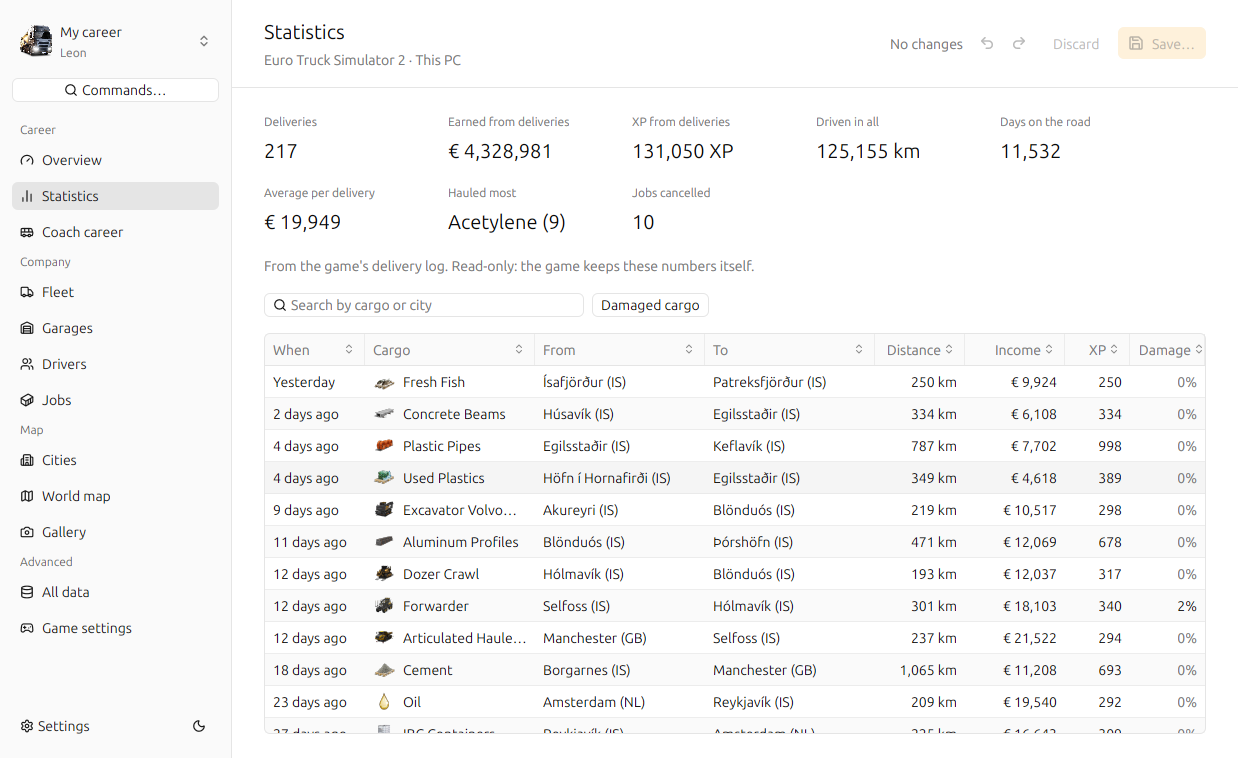 My career
Leon
Commands...
Career
Overview
Statistics
Coach career
Company
Fleet
Garages
Drivers
Jobs
Map
Cities
World map
Gallery
Advanced
All data
Game settings
Settings
Statistics
Euro Truck Simulator 2 · This PC
No changes
Discard
Save...
Deliveries
217
Earned from deliveries
€ 4,328,981
XP from deliveries
131,050 XP
Driven in all
125,155 km
Days on the road
11,532
Average per delivery
€ 19,949
Hauled most
Acetylene (9)
Jobs cancelled
10
From the game's delivery log. Read-only: the game keeps these numbers itself.
Search by cargo or city
Damaged cargo
When Cargo From To Distance Income XP Damage
Yesterday Fresh Fish Ísafjörður (IS) Patreksfjörður (IS) 250 km € 9,924 250 0%
2 days ago Concrete Beams Húsavík (IS) Egilsstaðir (IS) 334 km € 6,108 334 0%
4 days ago Plastic Pipes Egilsstaðir (IS) Keflavík (IS) 787 km € 7,702 998 0%
4 days ago Used Plastics Höfn í Hornafirði (IS) Egilsstaðir (IS) 349 km € 4,618 389 0%
9 days ago Excavator Volvo... Akureyri (IS) Blönduós (IS) 219 km € 10,517 298 0%
11 days ago Aluminum Profiles Blönduós (IS) Þórshöfn (IS) 471 km € 12,069 678 0%
12 days ago Dozer Crawl Hólmavík (IS) Blönduós (IS) 193 km € 12,037 317 0%
12 days ago Forwarder Selfoss (IS) Hólmavík (IS) 301 km € 18,103 340 2%
12 days ago Articulated Haule... Manchester (GB) Selfoss (IS) 237 km € 21,522 294 0%
18 days ago Cement Borgarnes (IS) Manchester (GB) 1,065 km € 11,208 693 0%
23 days ago Oil Amsterdam (NL) Reykjavík (IS) 209 km € 19,540 292 0%
27 days ago IBC Containers Reykjavík (IS) Amsterdam (NL)